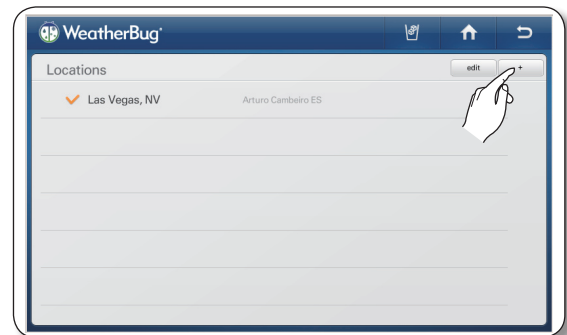 WeatherBug®
Locations
edit
+
Las Vegas, NV
Arturo Cambeiro ES